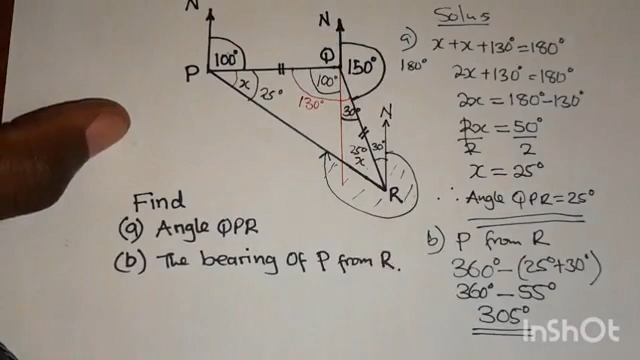 N
N
100°
P
Q
150°
x
25°
130°
100°
30°
N
25°
x
30°
R
Find
(a) Angle QPR
(b) The bearing of P from R.
Solns
a) x+x+130°=180°
180°
2x+130°=180°
2x=180°-130°
2x=50°
2 2
x=25°
∴ Angle QPR=25°
b) P from R
360°-(25°+30°)
360°-55°
305°
InShOt